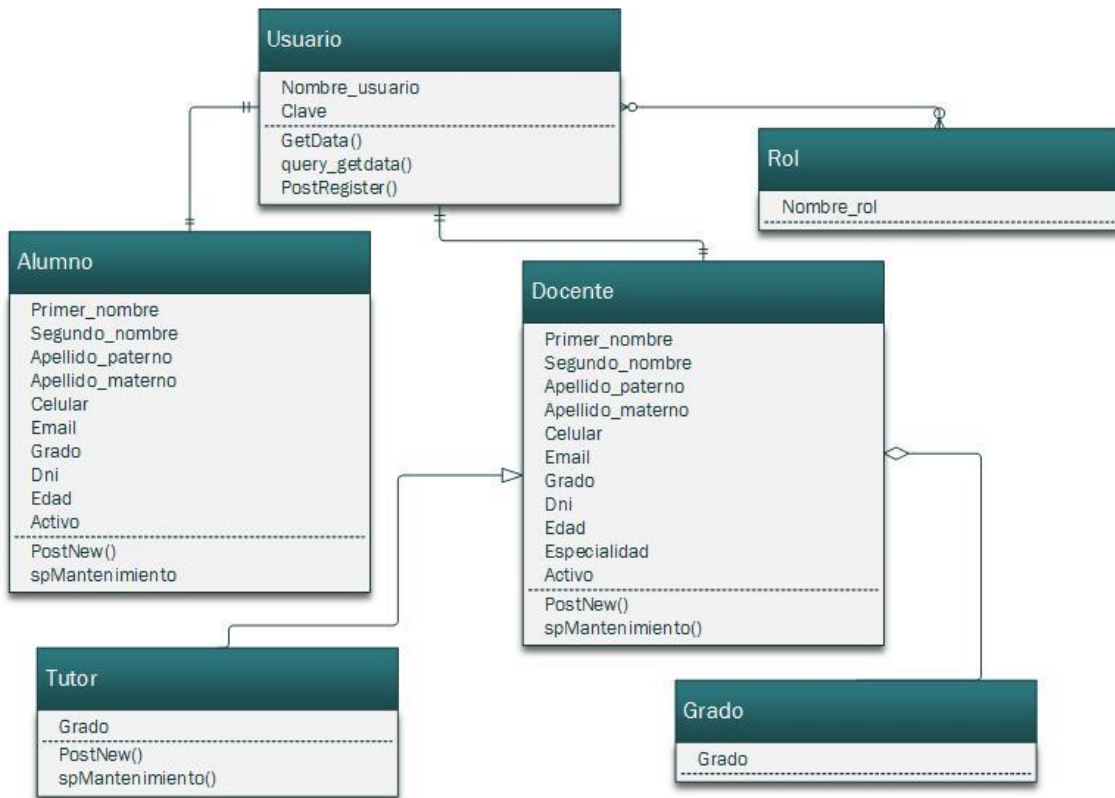 Usuario
Nombre_usuario
Clave
GetData()
query_getdata()
PostRegister()
Rol
Nombre_rol
Alumno
Primer_nombre
Segundo_nombre
Apellido_paterno
Apellido_materno
Celular
Email
Grado
Dni
Edad
Activo
PostNew()
spMantenimiento
Docente
Primer_nombre
Segundo_nombre
Apellido_paterno
Apellido_materno
Celular
Email
Grado
Dni
Edad
Especialidad
Activo
PostNew()
spMantenimiento()
Tutor
Grado
PostNew()
spMantenimiento()
Grado
Grado